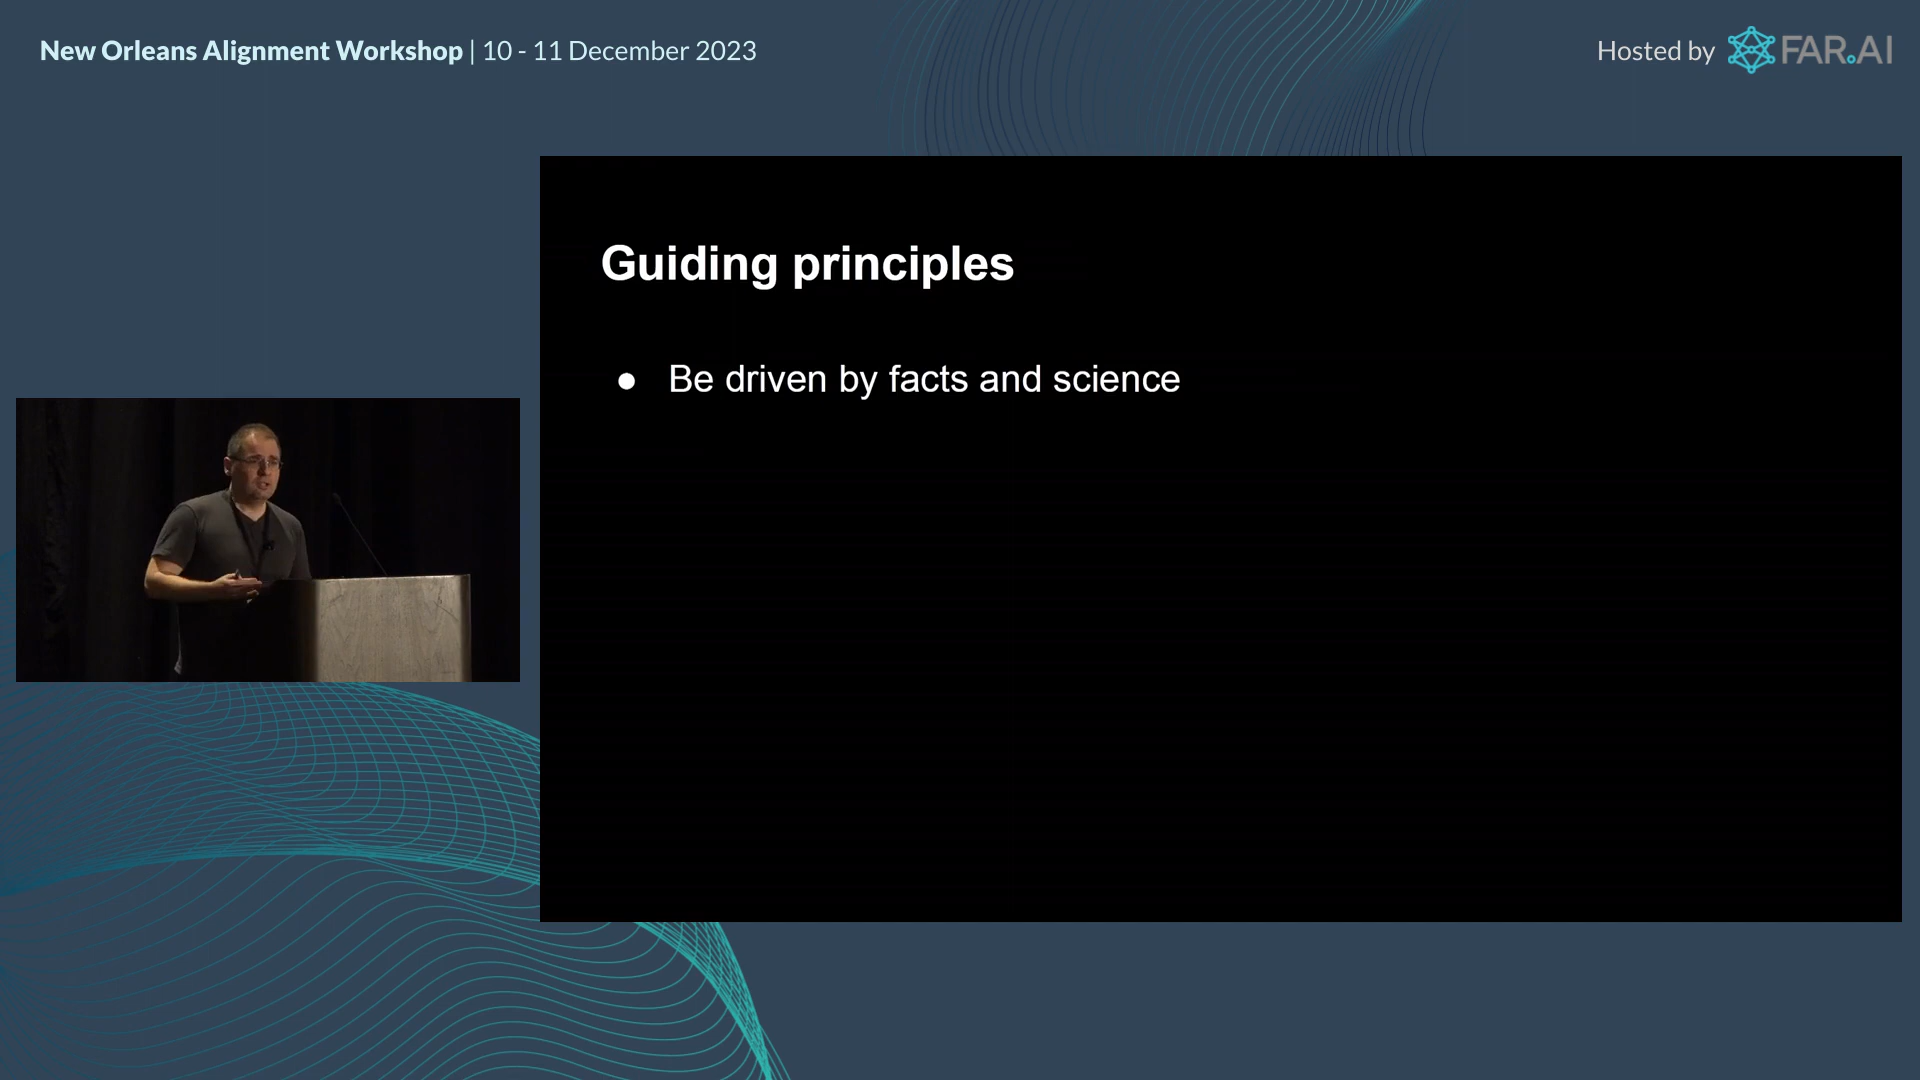 New Orleans Alignment Workshop | 10 - 11 December 2023
Hosted by FAR.AI
Guiding principles
● Be driven by facts and science